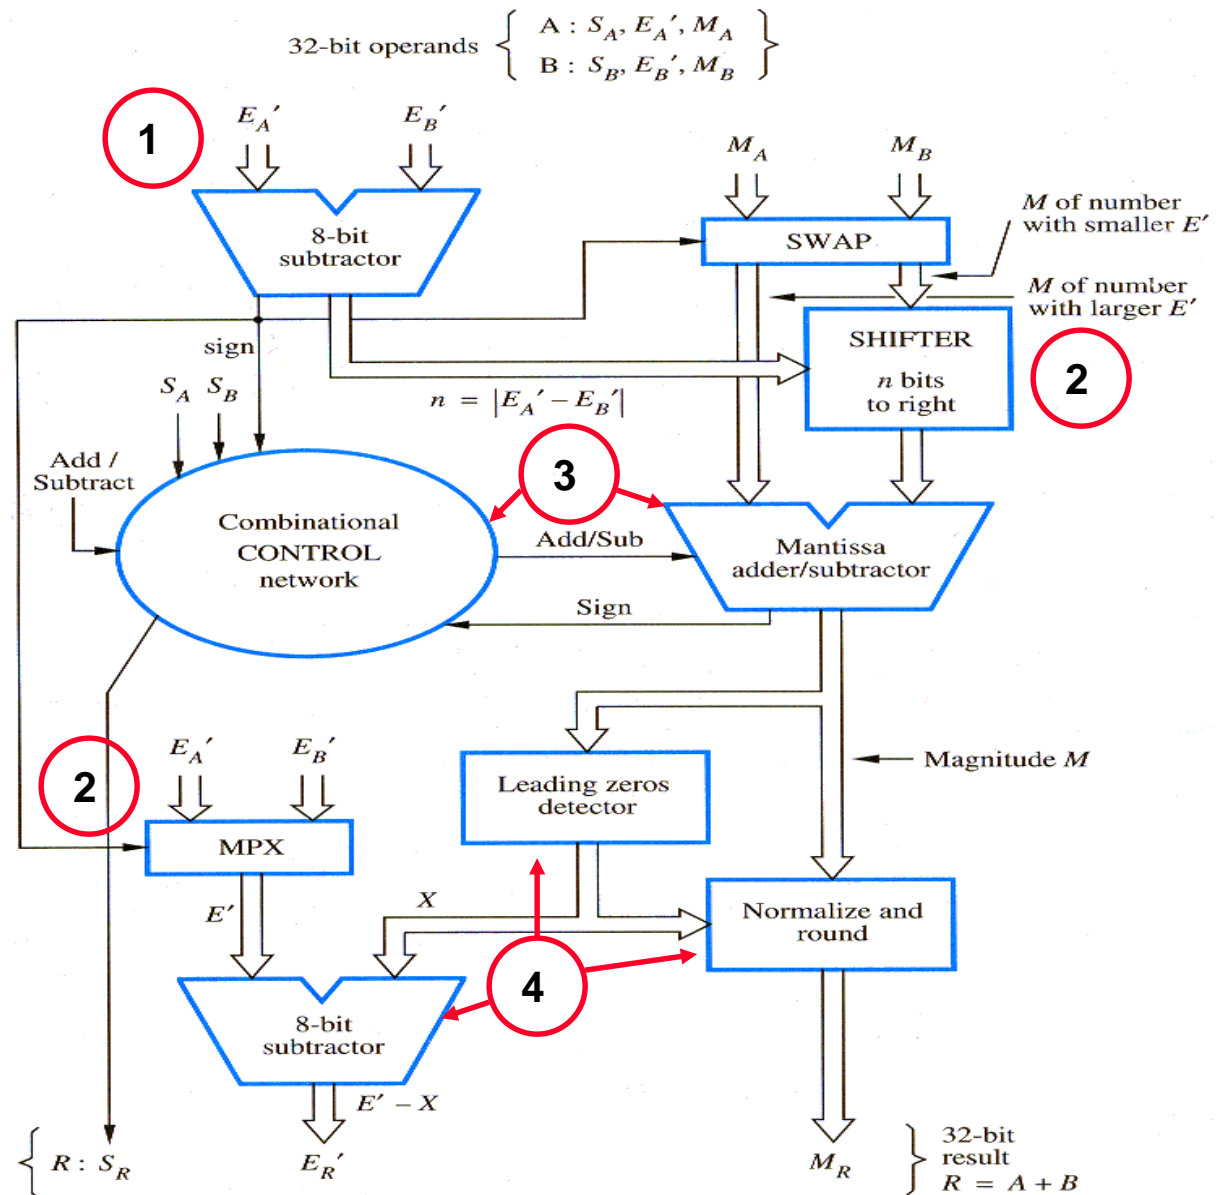 32-bit operands
A : S_A, E_A′, M_A
B : S_B, E_B′, M_B
1
E_A′
E_B′
M_A
M_B
8-bit
subtractor
SWAP
M of number
with smaller E′
M of number
with larger E′
sign
SHIFTER
n bits
to right
2
S_A
S_B
n = |E_A′ − E_B′|
Add /
Subtract
3
Combinational
CONTROL
network
Add/Sub
Mantissa
adder/subtractor
Sign
2
E_A′
E_B′
MPX
Leading zeros
detector
Magnitude M
E′
X
Normalize and
round
4
8-bit
subtractor
E′ − X
R : S_R
E_R′
M_R
32-bit
result
R = A + B